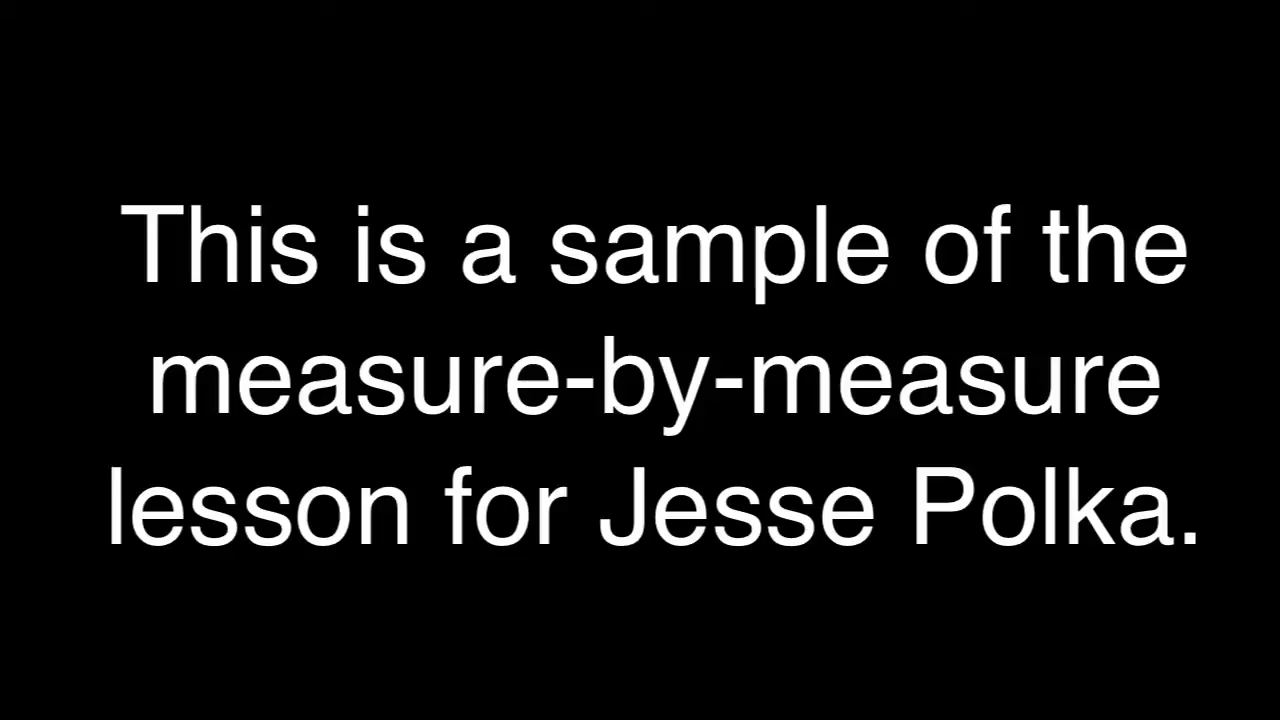 This is a sample of the
measure-by-measure
lesson for Jesse Polka.